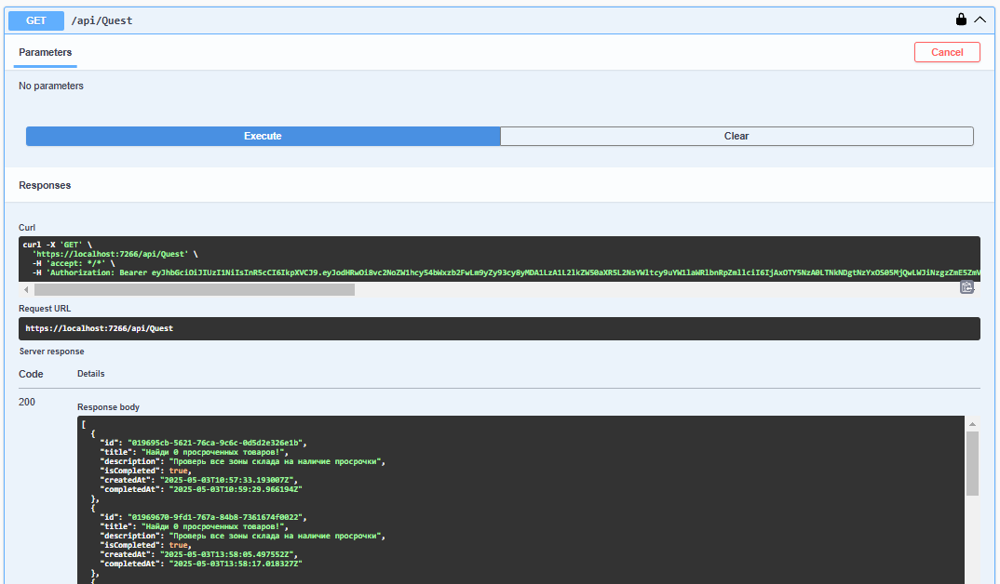 GET /api/Quest
Parameters
Cancel
No parameters
Execute
Clear
Responses
Curl
curl -X 'GET' \
'https://localhost:7266/api/Quest' \
-H 'accept: */*' \
-H 'Authorization: Bearer
Request URL
https://localhost:7266/api/Quest
Server response
Code Details
200
Response body
[
{
"id": "019695cb-5621-76ca-9c6c-0d5d2e326e1b",
"title": "Найди 0 просроченных товаров!",
"description": "Проверь все зоны склада на наличие просрочки",
"isCompleted": true,
"createdAt": "2025-05-03T10:57:33.193007Z",
"completedAt": "2025-05-03T10:59:29.966194Z"
},
{
"id": "01969670-9fd1-767a-84b8-7361674f0022",
"title": "Найди 0 просроченных товаров!",
"description": "Проверь все зоны склада на наличие просрочки",
"isCompleted": true,
"createdAt": "2025-05-03T13:58:05.497552Z",
"completedAt": "2025-05-03T13:58:17.018327Z"
},
{